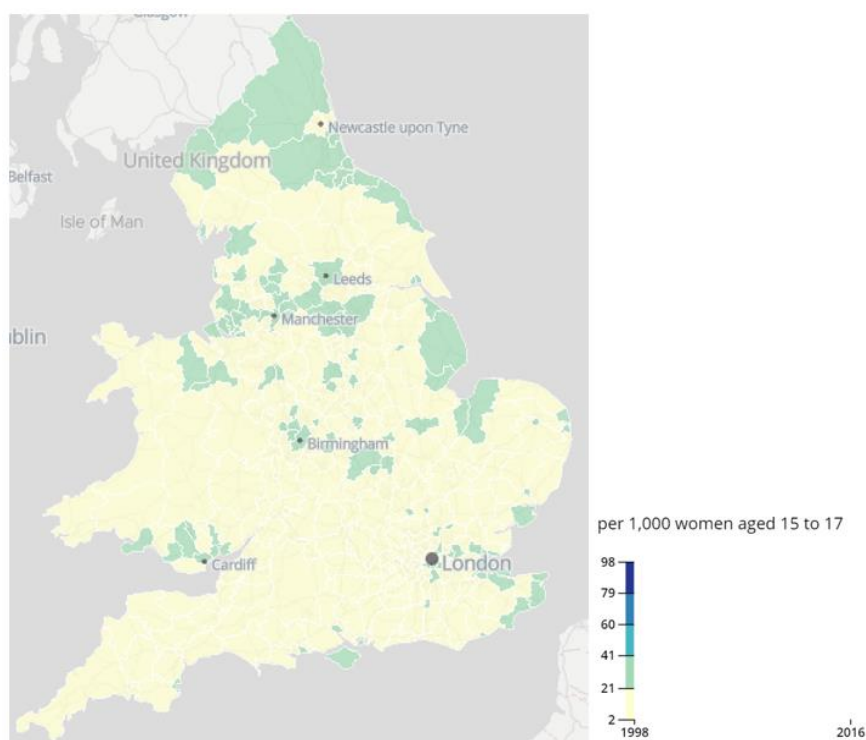 Glasgow
Newcastle upon Tyne
United Kingdom
Belfast
Isle of Man
Leeds
Manchester
blin
Birmingham
Cardiff
London
per 1,000 women aged 15 to 17
98
79
60
41
21
2
1998
2016